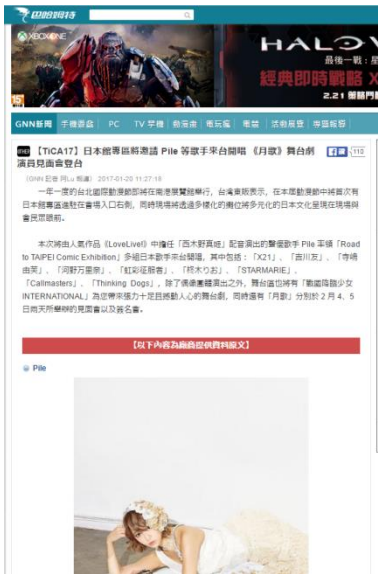 巴哈姆特
XBOX ONE
HALO W
最後一戰：星
經典即時戰略 X
2.21 策略鬥
GNN新聞 手機遊戲 PC TV 掌機 動漫畫 電玩瘋 電競 活動展覽 專區報導
【TiCA17】日本館專區將邀請 Pile 等歌手來台開唱 《月歌》舞台劇
演員見面會登台
(GNN 記者 阿Lu 報導) 2017-01-20 11:27:19
一年一度的台北國際動漫節即將在南港展覽館舉行，台灣東販表示，在本屆動漫節中將首次有
日本館專區進駐在會場入口右側，同時現場將透過多樣化的攤位將多元化的日本文化呈現在現場與
會民眾眼前。
本次將由人氣作品《LoveLive!》中擔任「西木野真姬」配音演出的聲優歌手 Pile 率領「Road
to TAIPEI Comic Exhibition」多組日本歌手來台開唱，其中包括：「X21」、「吉川友」、「寺嶋
由芙」、「河野万里奈」、「虹彩征服者」、「柊木りお」、「STARMARIE」、
「Callmasters」、「Thinking Dogs」，除了偶像團體演出之外，舞台區也將有「戰國降臨少女
INTERNATIONAL」為您帶來強力十足且撼動人心的舞台劇，同時還有「月歌」分別於 2 月 4、5
日兩天所舉辦的見面會以及簽名會。
【以下內容為廠商提供資料原文】
Pile